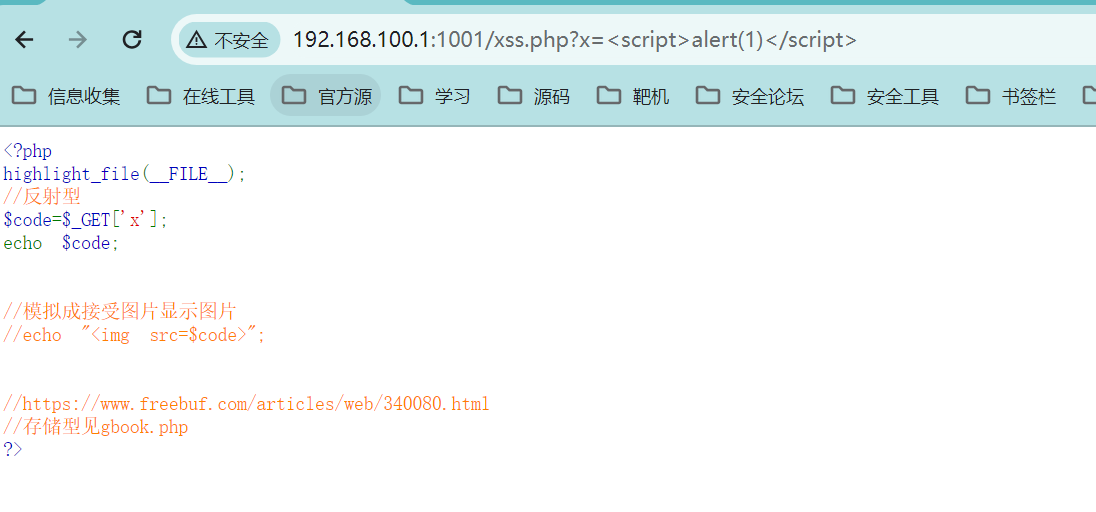 不安全 192.168.100.1:1001/xss.php?x=<script>alert(1)</script>
信息收集 在线工具 官方源 学习 源码 靶机 安全论坛 安全工具 书签栏
<?php
highlight_file(__FILE__);
//反射型
$code=$_GET['x'];
echo  $code;
//模拟成接受图片显示图片
//echo  "<img  src=$code>";
//https://www.freebuf.com/articles/web/340080.html
//存储型见gbook.php
?>